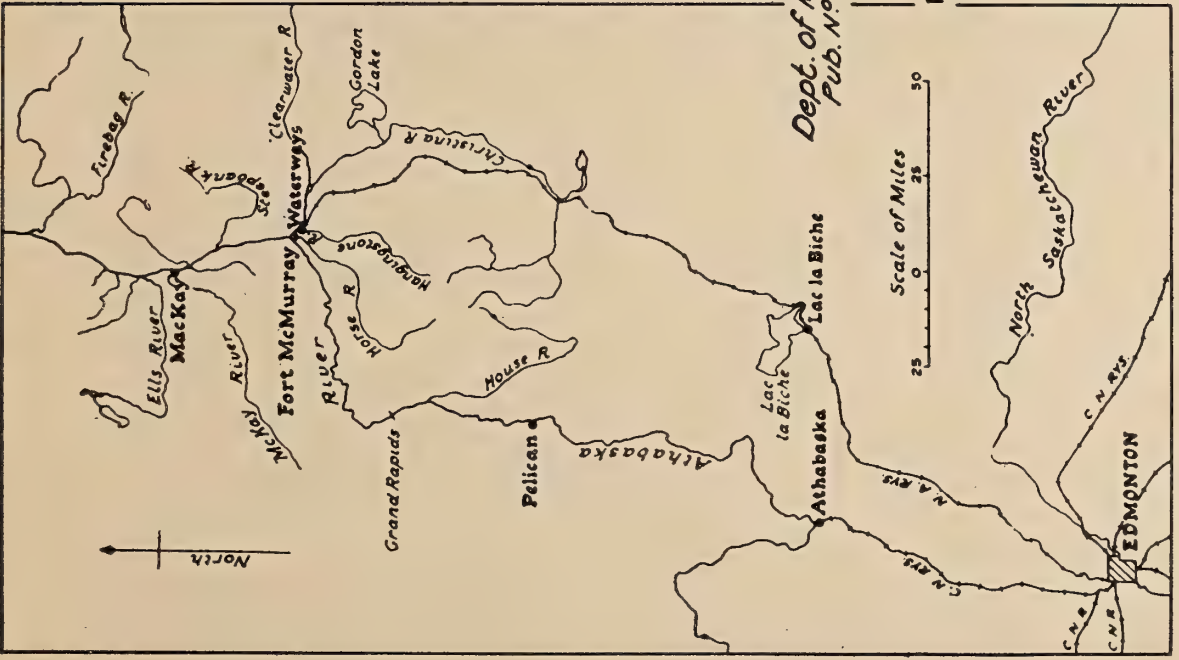 Firebag R.
Steepbank R.
Clearwater R
Gordon
Lake
Waterways
Christina R
Ells River
MacKay
McKay
River
Fort McMurray
R.
Hangingstone
Horse R
River
House R
Grand Rapids
Pelican
Athabaska
North
Lac
la Biche
Lac la Biche
Athabaska
N A. RYS.
C. N RYS.
C N RYS.
C N R
C N R
EDMONTON
North
Saskatchewan
River
Scale of Miles
25
0
25
50
Dept. of
Pub. No.